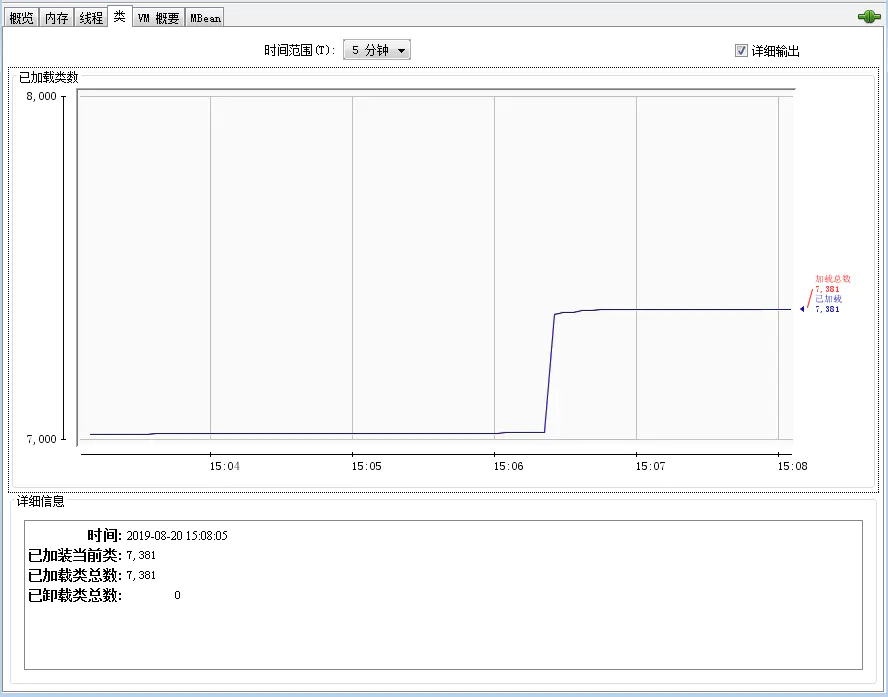 概览 内存 线程 类 VM 概要 MBean
时间范围(T): 5 分钟 详细输出
已加载类数
8,000
加载总数
7,381
已加载
7,381
7,000
15:04 15:05 15:06 15:07 15:08
详细信息
时间: 2019-08-20 15:08:05
已加装当前类: 7,381
已加载类总数: 7,381
已卸载类总数: 0